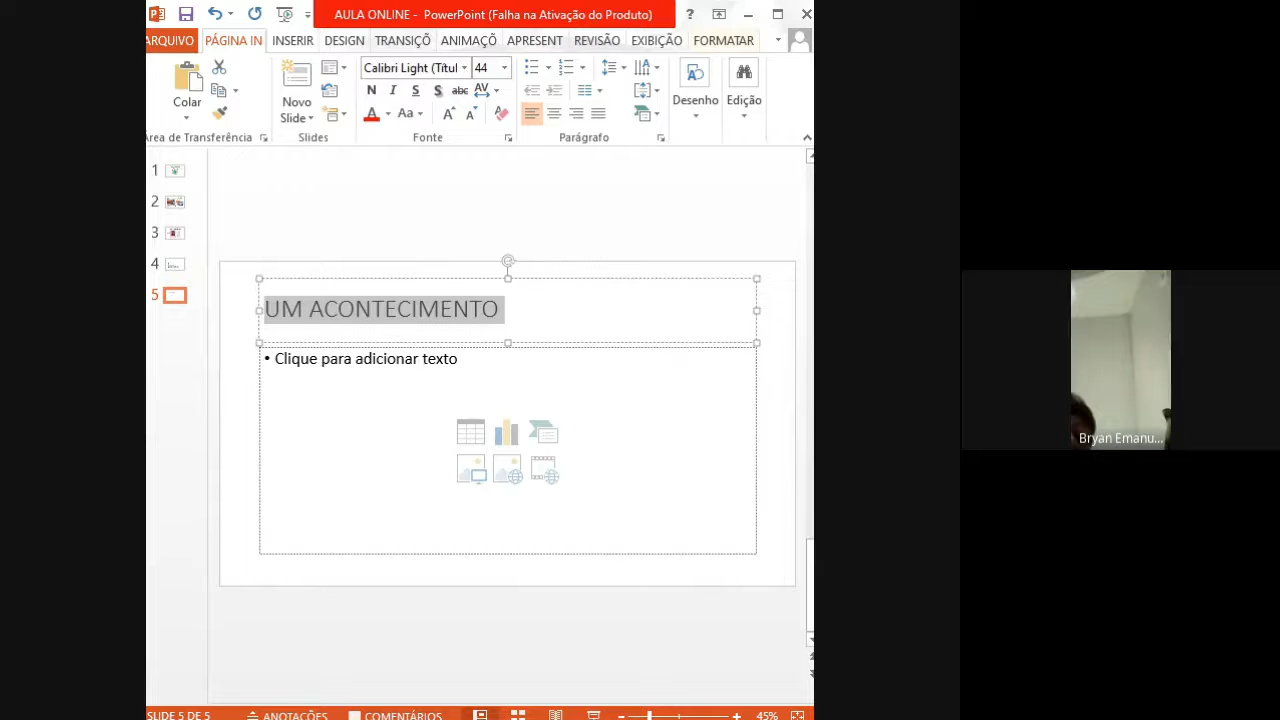 AULA ONLINE - PowerPoint (Falha na Ativação do Produto)
ARQUIVO PÁGINA IN INSERIR DESIGN TRANSIÇÕ ANIMAÇÕ APRESENT REVISÃO EXIBIÇÃO FORMATAR
Calibri Light (Títul 44
N I S S abc AV
Colar
Novo
Slide
Desenho
Edição
A Aa A A
Área de Transferência
Slides
Fonte
Parágrafo
1
2
3
4
5
UM ACONTECIMENTO
• Clique para adicionar texto
Bryan Emanu...
SLIDE 5 DE 5 ANOTAÇÕES COMENTÁRIOS 45%